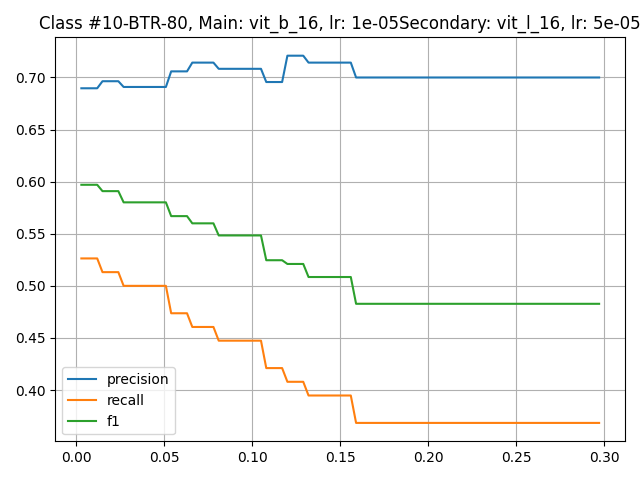 Class #10-BTR-80, Main: vit_b_16, lr: 1e-05Secondary: vit_l_16, lr: 5e-05
0.70
0.65
0.60
0.55
0.50
0.45
0.40
precision
recall
f1
0.00 0.05 0.10 0.15 0.20 0.25 0.30